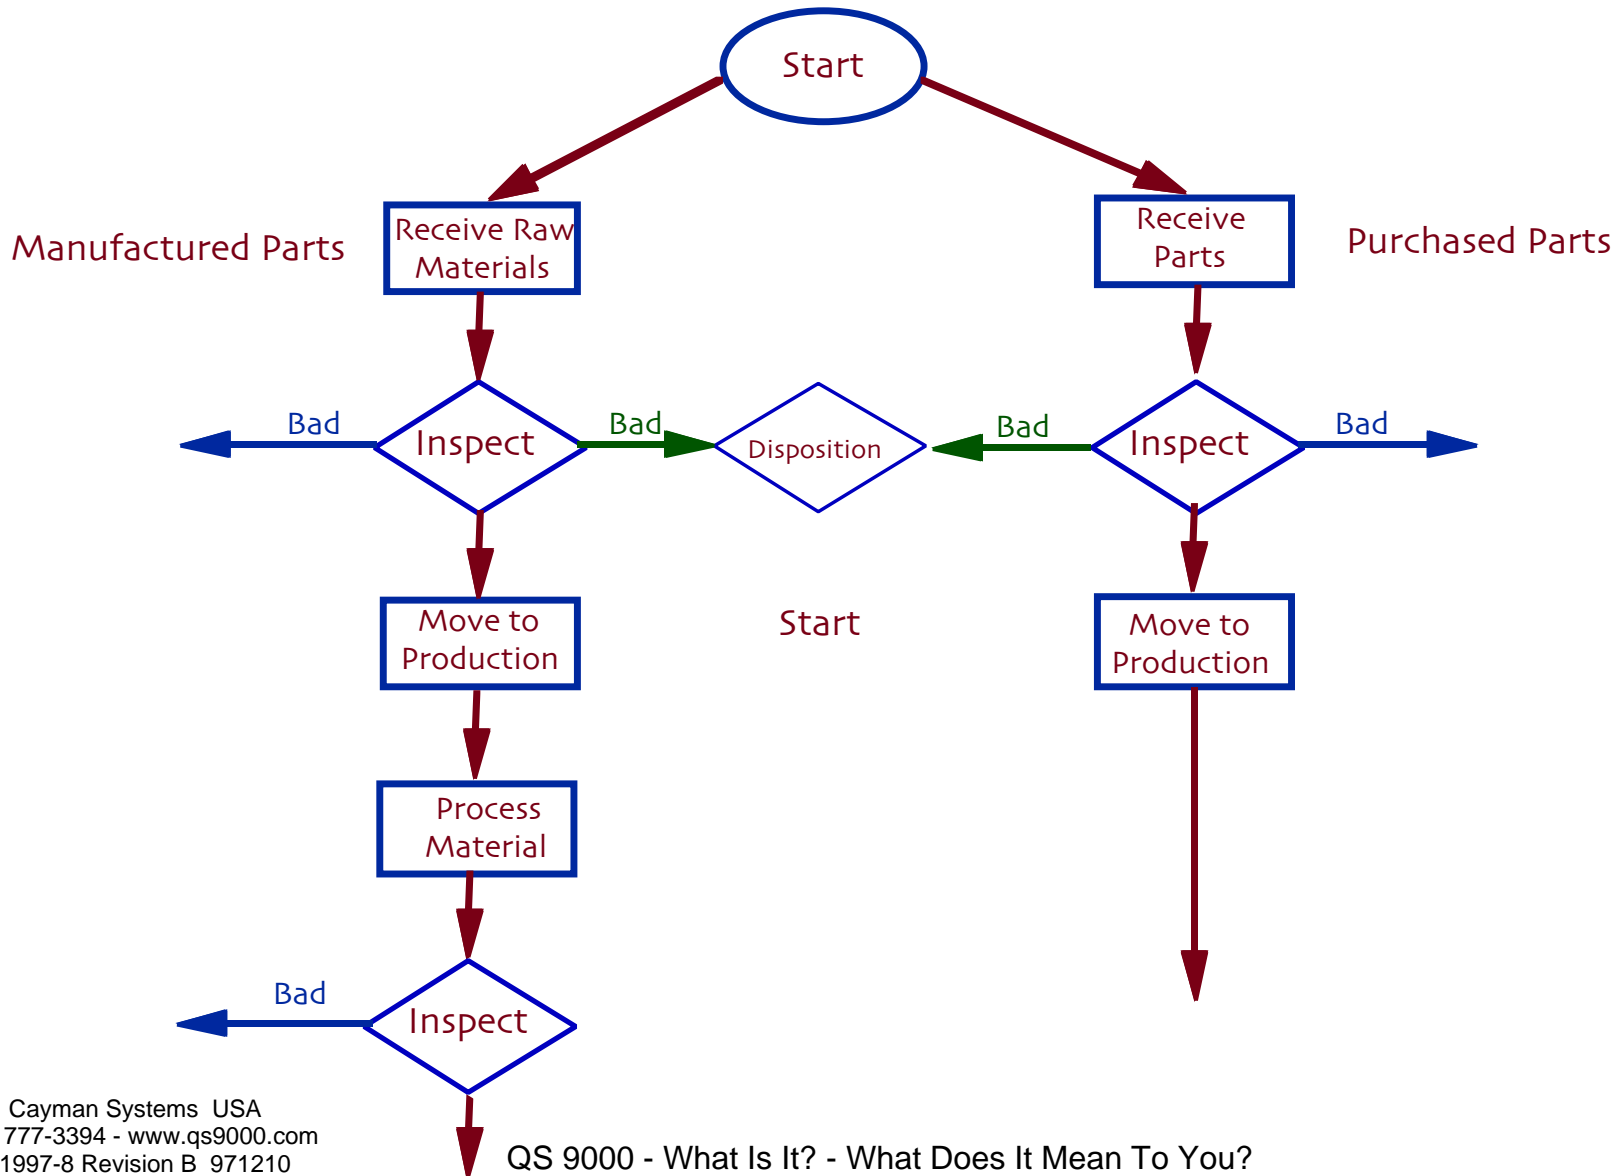 Start
Manufactured Parts
Receive Raw
Materials
Receive
Parts
Purchased Parts
Bad
Inspect
Bad
Disposition
Bad
Inspect
Bad
Move to
Production
Start
Move to
Production
Process
Material
Bad
Inspect
Cayman Systems USA
777-3394 - www.qs9000.com
1997-8 Revision B 971210
QS 9000 - What Is It? - What Does It Mean To You?